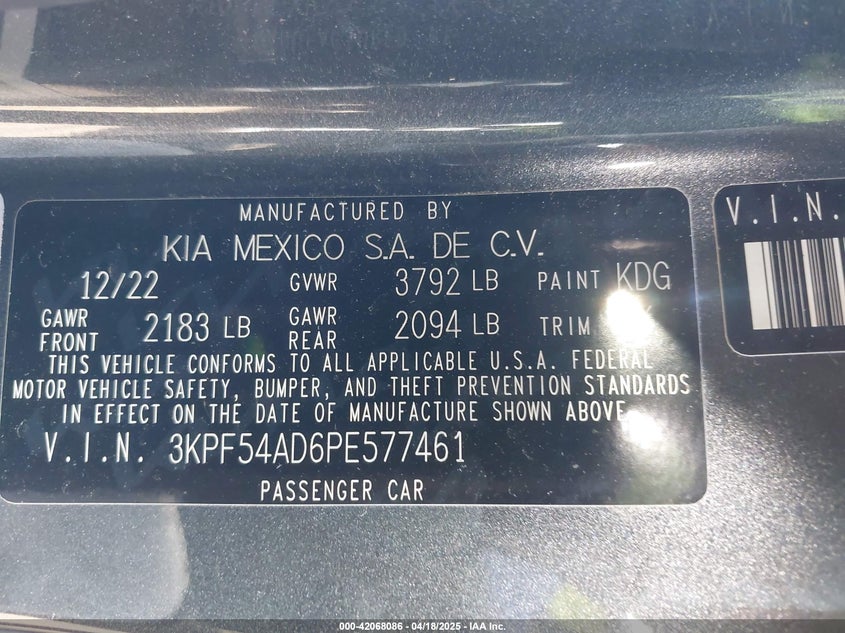 MANUFACTURED BY
KIA MEXICO S.A. DE C.V.
12/22 GVWR 3792 LB PAINT KDG
GAWR FRONT 2183 LB GAWR REAR 2094 LB TRIM
THIS VEHICLE CONFORMS TO ALL APPLICABLE U.S.A. FEDERAL
MOTOR VEHICLE SAFETY, BUMPER, AND THEFT PREVENTION STANDARDS
IN EFFECT ON THE DATE OF MANUFACTURE SHOWN ABOVE.
V.I.N. 3KPF54AD6PE577461
PASSENGER CAR
V.I.N.
000-42068086 - 04/18/2025 - IAA Inc.